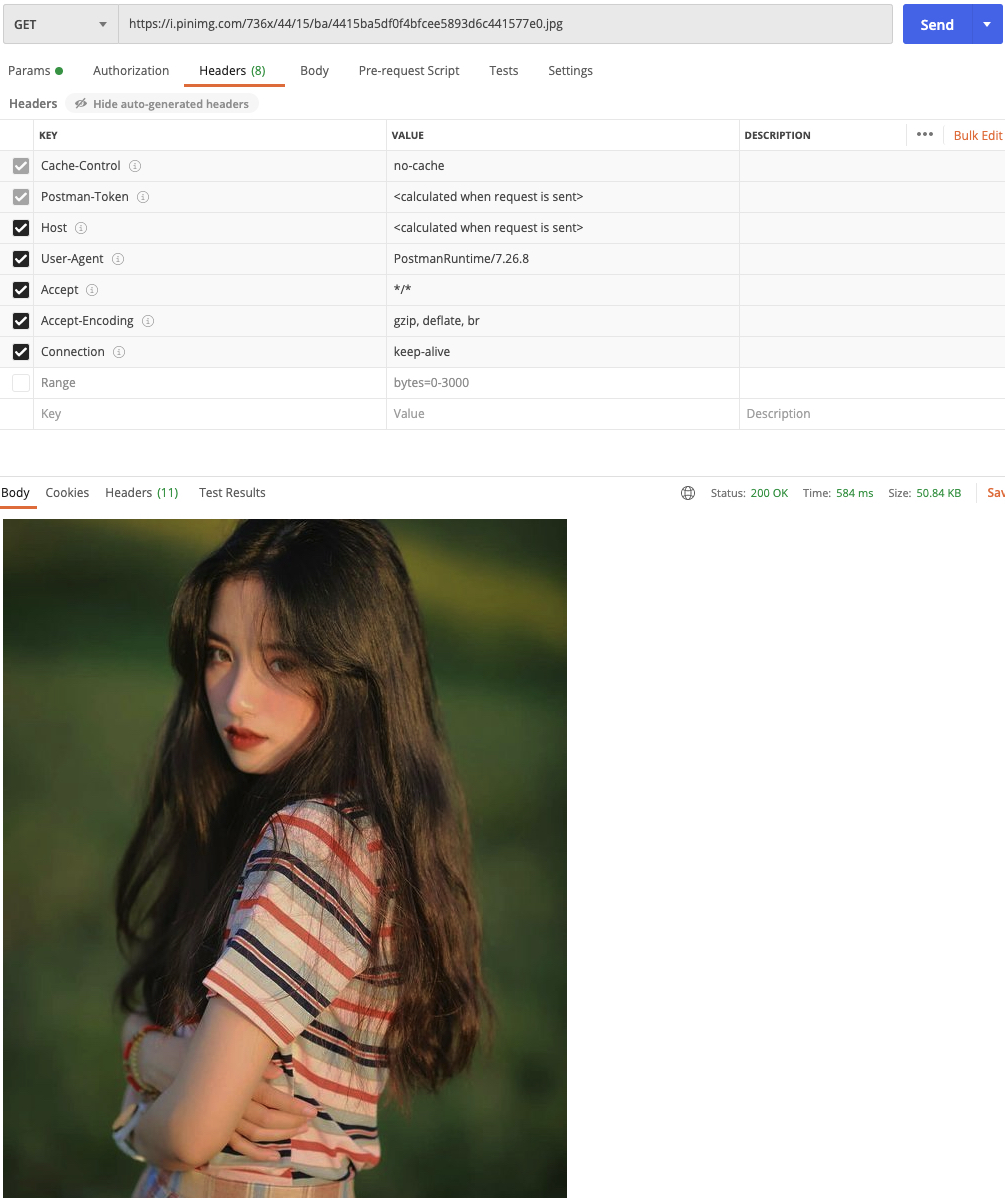 GET https://i.pinimg.com/736x/44/15/ba/4415ba5df0f4bfcee5893d6c441577e0.jpg Send
Params Authorization Headers (8) Body Pre-request Script Tests Settings
Headers Hide auto-generated headers
KEY VALUE DESCRIPTION ••• Bulk Edit
Cache-Control no-cache
Postman-Token <calculated when request is sent>
Host <calculated when request is sent>
User-Agent PostmanRuntime/7.26.8
Accept */*
Accept-Encoding gzip, deflate, br
Connection keep-alive
Range bytes=0-3000
Key Value Description
Body Cookies Headers (11) Test Results Status: 200 OK Time: 584 ms Size: 50.84 KB Sav